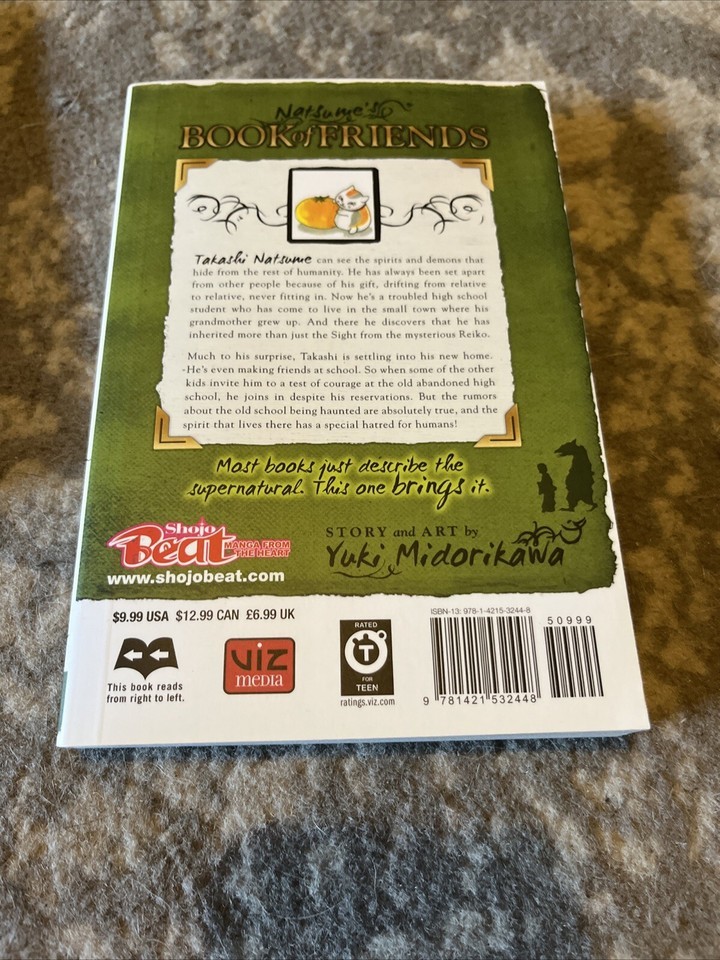 Natsume's
BOOK of FRIENDS
Takashi Natsume can see the spirits and demons that
hide from the rest of humanity. He has always been set apart
from other people because of his gift, drifting from relative
to relative, never fitting in. Now he's a troubled high school
student who has come to live in the small town where his
grandmother grew up. And there he discovers that he has
inherited more than just the Sight from the mysterious Reiko.
Much to his surprise, Takashi is settling into his new home.
He's even making friends at school. So when some of the other
kids invite him to a test of courage at the old abandoned high
school, he joins in despite his reservations. But the rumors
about the old school being haunted are absolutely true, and the
spirit that lives there has a special hatred for humans!
Most books just describe the
supernatural. This one brings it.
Shojo
Beat
MANGA FROM
THE HEART
www.shojobeat.com
STORY and ART by
Yuki Midorikawa
$9.99 USA $12.99 CAN £6.99 UK
This book reads
from right to left.
VIZ
MEDIA
RATED
T
FOR
TEEN
ratings.viz.com
ISBN-13: 978-1-4215-3244-8
50999
9 781421 532448